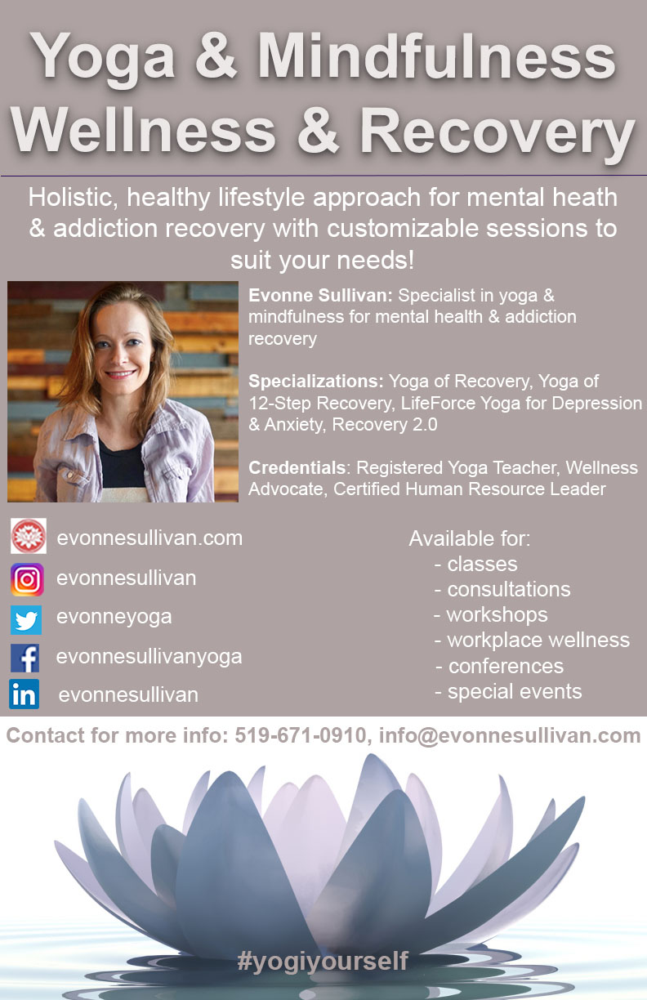 Yoga & Mindfulness
Wellness & Recovery
Holistic, healthy lifestyle approach for mental heath
& addiction recovery with customizable sessions to
suit your needs!
Evonne Sullivan: Specialist in yoga &
mindfulness for mental health & addiction
recovery
Specializations: Yoga of Recovery, Yoga of
12-Step Recovery, LifeForce Yoga for Depression
& Anxiety, Recovery 2.0
Credentials: Registered Yoga Teacher, Wellness
Advocate, Certified Human Resource Leader
evonnesullivan.com
evonnesullivan
evonneyoga
evonnesullivanyoga
in evonnesullivan
Available for:
- classes
- consultations
- workshops
- workplace wellness
- conferences
- special events
Contact for more info: 519-671-0910, info@evonnesullivan.com
#yogiyourself